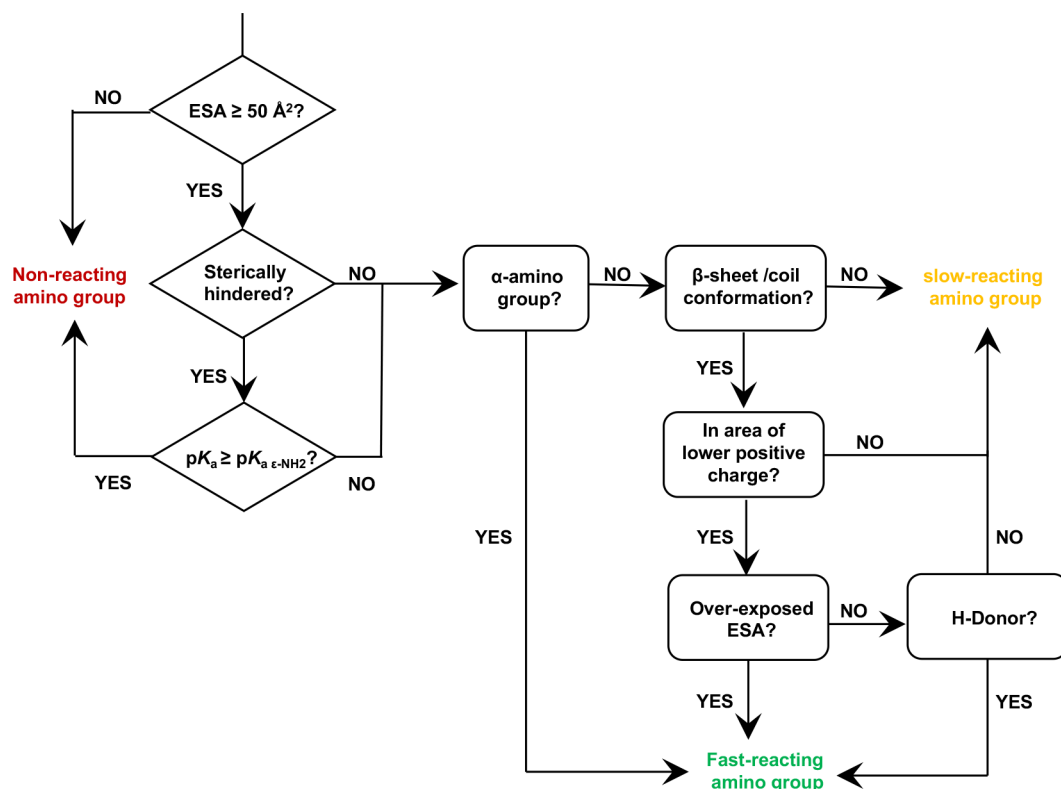 NO
ESA ≥ 50 Å²?
YES
Non-reacting
amino group
Sterically
hindered?
NO
α-amino
group?
NO
β-sheet /coil
conformation?
NO
slow-reacting
amino group
YES
YES
YES
pKa ≥ pKa ε-NH2?
NO
In area of
lower positive
charge?
NO
YES
YES
NO
Over-exposed
ESA?
NO
H-Donor?
YES
YES
Fast-reacting
amino group